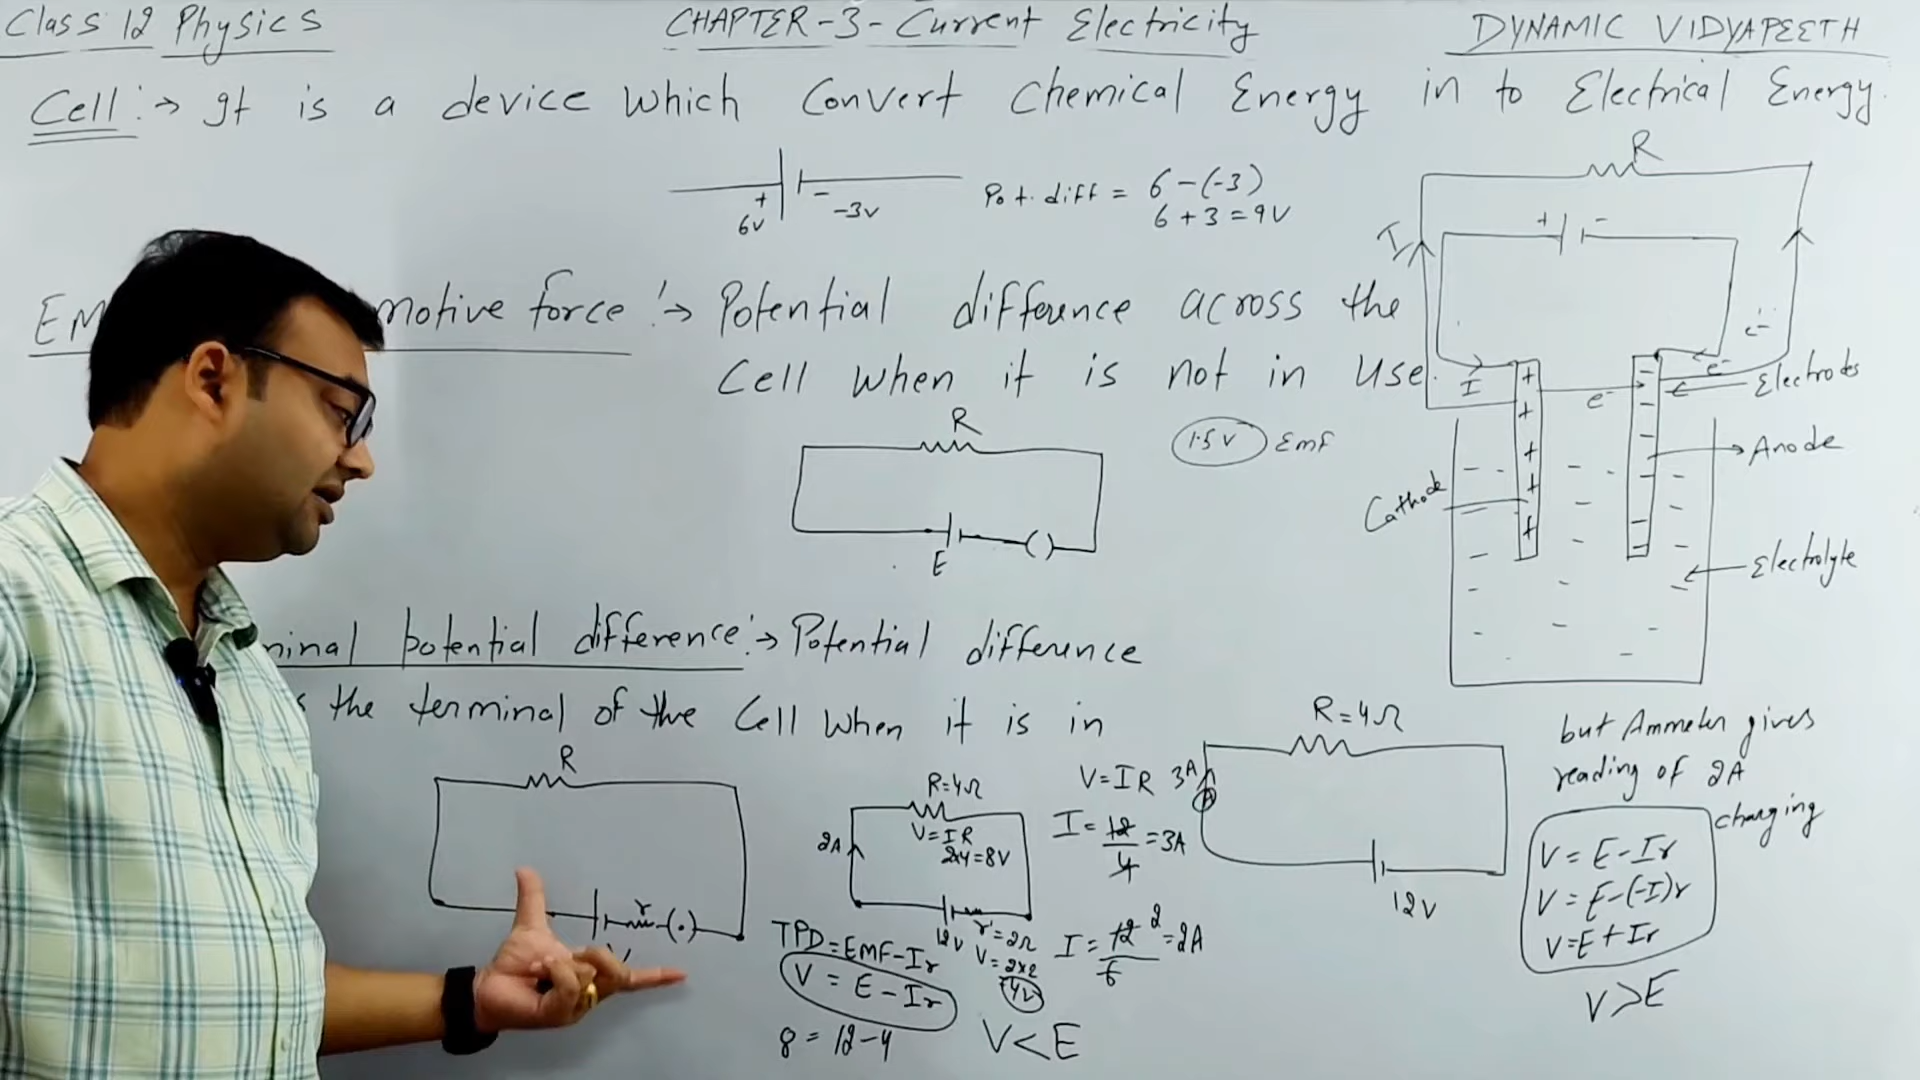 Class 12 Physics
CHAPTER-3-Current Electricity
DYNAMIC VIDYAPEETH
Cell:→ It is a device which Convert Chemical Energy in to Electrical Energy.
+ -
6V -3V
Pot. diff = 6-(-3)
6+3=9V
R
I
+ -
EM motive force:→ Potential difference across the
Cell when it is not in use.
1.5V Emf
R
E
I
e-
e-
e-
Electrodes
Anode
Cathode
Electrolyte
minal potential difference:→ Potential difference
s the terminal of the Cell when it is in
R
r
V
R=4Ω
V=IR
2x4=8V
2A
12V r=2Ω
V=2x2
=4V
TPD=EMF-Ir
V=E-Ir
8=12-4
V<E
V=IR
I=12/4=3A
I=12/6 2=2A
3A
A
R=4Ω
12V
but Ammeter gives
reading of 2A
charging
V=E-Ir
V=E-(-I)r
V=E+Ir
V>E